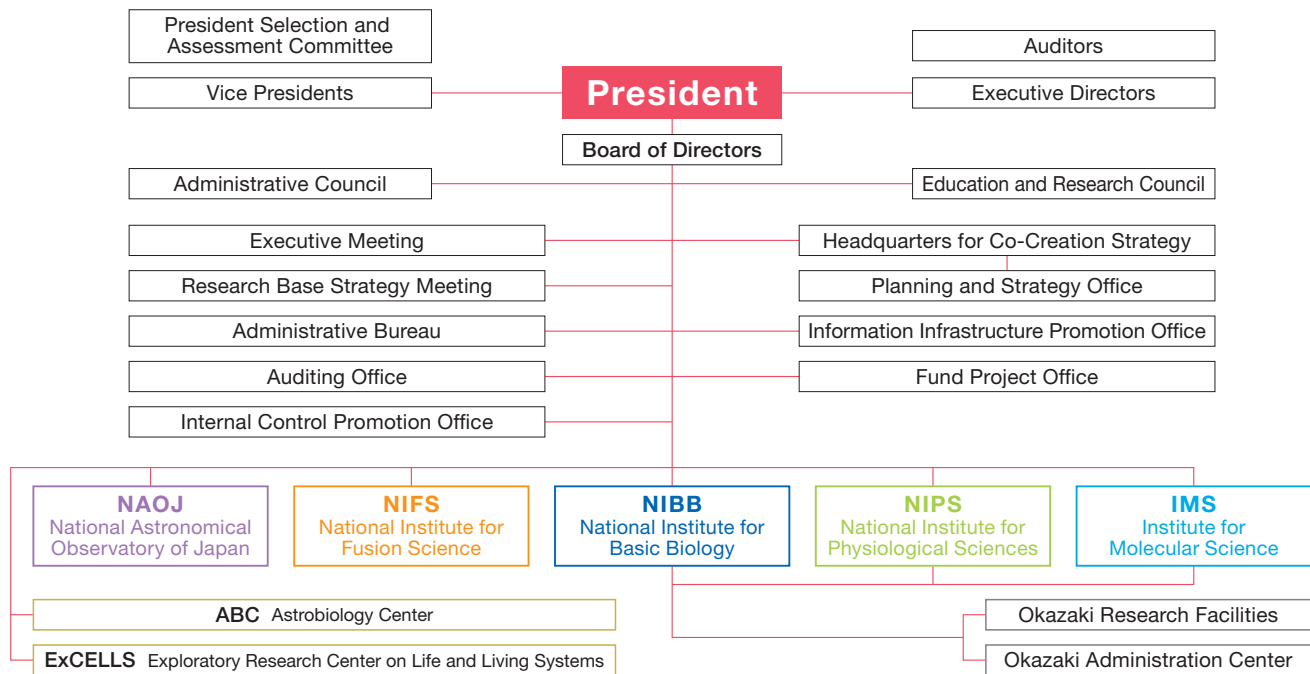 President Selection and
Assessment Committee
Auditors
Vice Presidents
President
Executive Directors
Board of Directors
Administrative Council
Education and Research Council
Executive Meeting
Headquarters for Co-Creation Strategy
Research Base Strategy Meeting
Planning and Strategy Office
Administrative Bureau
Information Infrastructure Promotion Office
Auditing Office
Fund Project Office
Internal Control Promotion Office
NAOJ
National Astronomical
Observatory of Japan
NIFS
National Institute for
Fusion Science
NIBB
National Institute for
Basic Biology
NIPS
National Institute for
Physiological Sciences
IMS
Institute for
Molecular Science
ABC Astrobiology Center
Okazaki Research Facilities
ExCELLS Exploratory Research Center on Life and Living Systems
Okazaki Administration Center